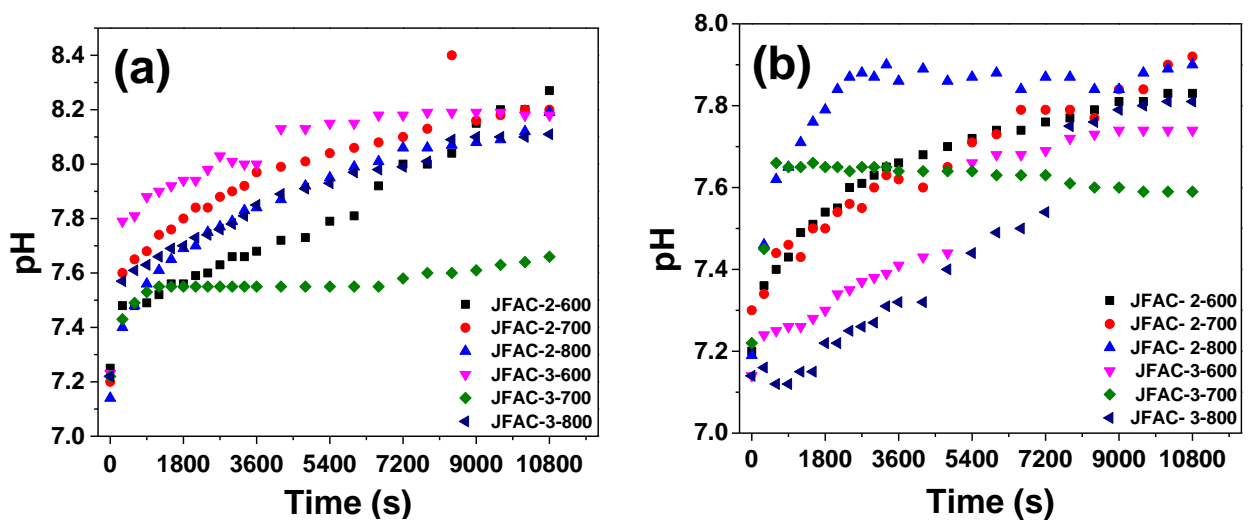 (a)
pH
8.4
8.2
8.0
7.8
7.6
7.4
7.2
7.0
JFAC-2-600
JFAC-2-700
JFAC-2-800
JFAC-3-600
JFAC-3-700
JFAC-3-800
0 1800 3600 5400 7200 9000 10800
Time (s)
(b)
pH
8.0
7.8
7.6
7.4
7.2
7.0
JFAC- 2-600
JFAC- 2-700
JFAC- 2-800
JFAC-3-600
JFAC-3-700
JFAC- 3-800
0 1800 3600 5400 7200 9000 10800
Time (s)